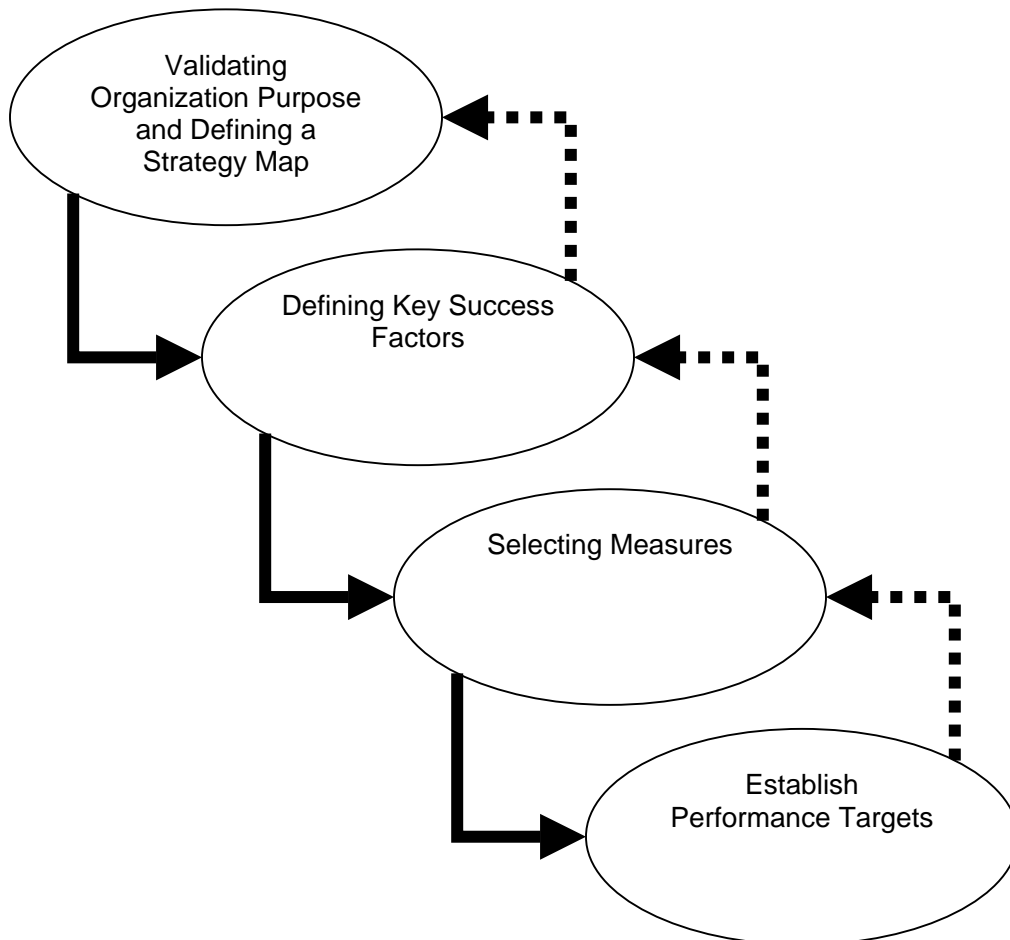 Validating
Organization Purpose
and Defining a
Strategy Map
Defining Key Success
Factors
Selecting Measures
Establish
Performance Targets